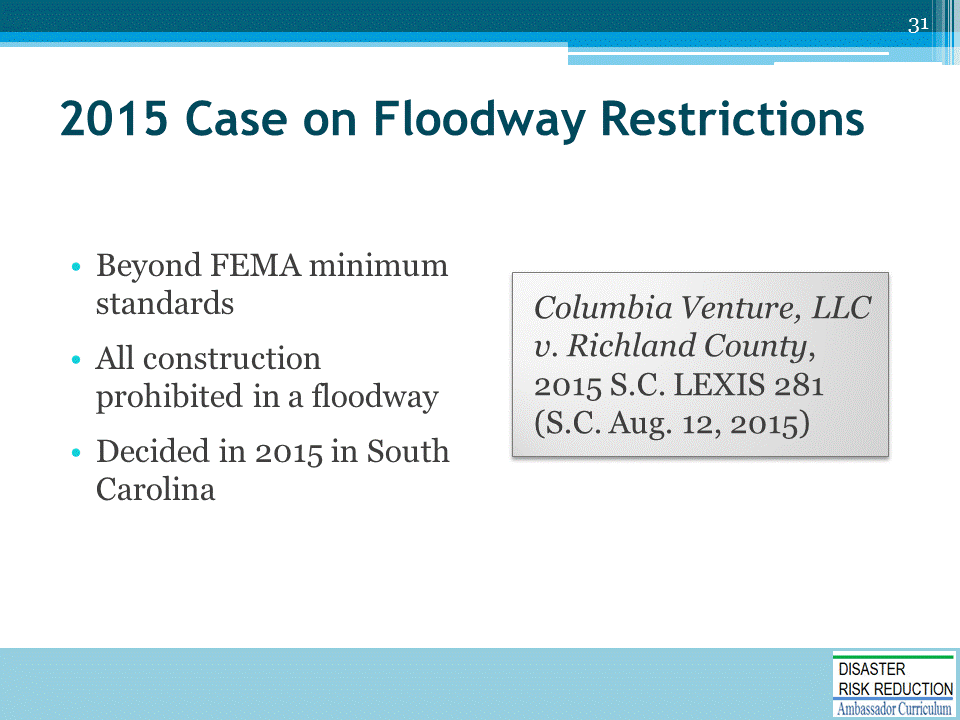 31
2015 Case on Floodway Restrictions
• Beyond FEMA minimum
standards
• All construction
prohibited in a floodway
• Decided in 2015 in South
Carolina
Columbia Venture, LLC
v. Richland County,
2015 S.C. LEXIS 281
(S.C. Aug. 12, 2015)
DISASTER
RISK REDUCTION
Ambassador Curriculum